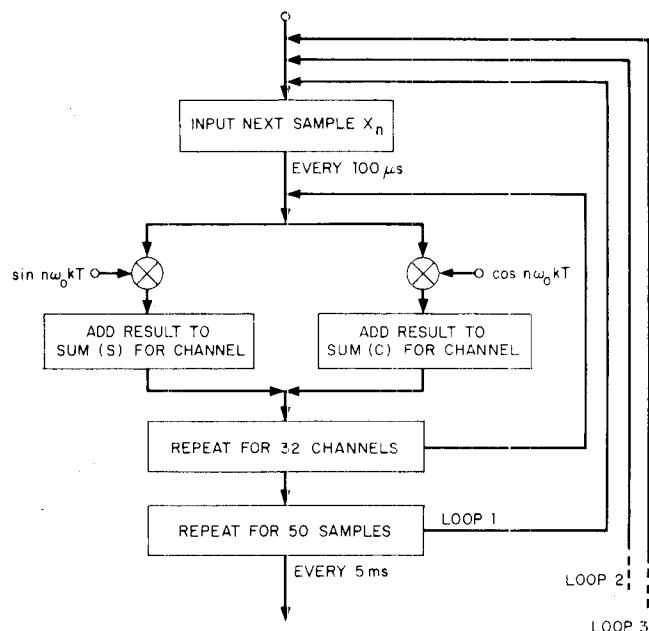 INPUT NEXT SAMPLE Xn
EVERY 100 μs
sin nω₀kT
cos nω₀kT
ADD RESULT TO
SUM (S) FOR CHANNEL
ADD RESULT TO
SUM (C) FOR CHANNEL
REPEAT FOR 32 CHANNELS
REPEAT FOR 50 SAMPLES
LOOP 1
EVERY 5 ms
LOOP 2
LOOP 3